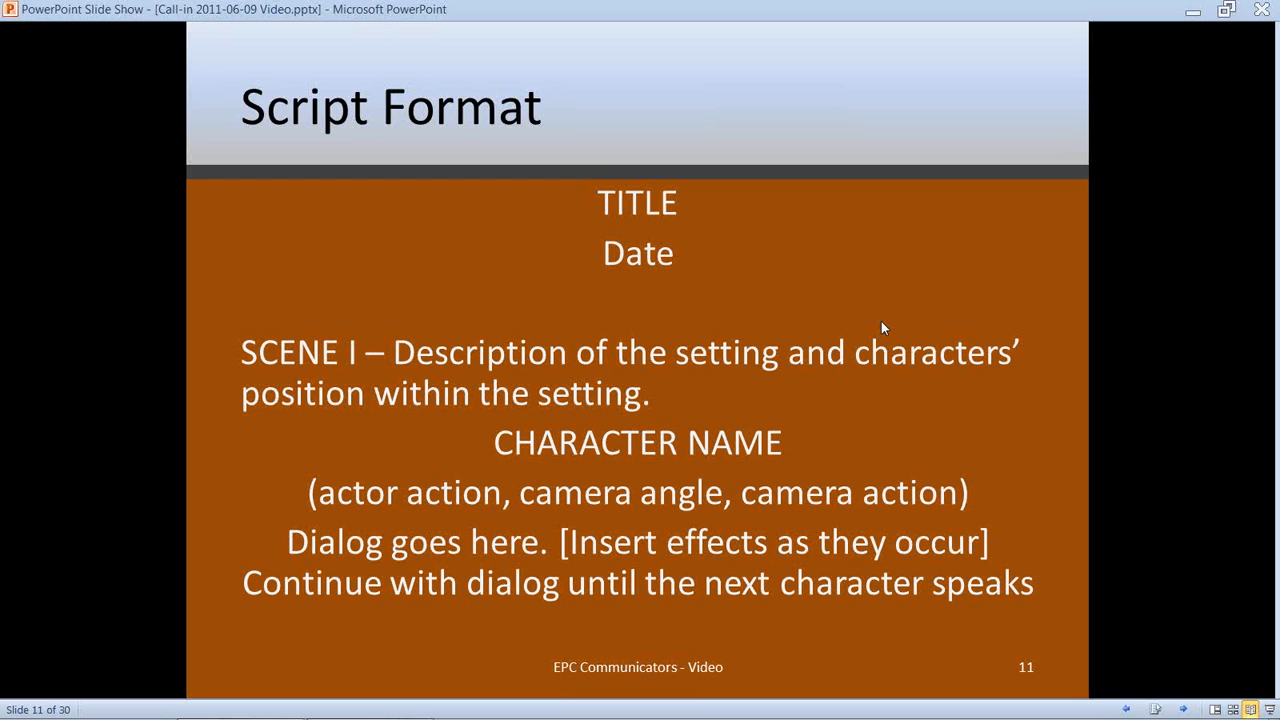 PowerPoint Slide Show - [Call-in 2011-06-09 Video.pptx] - Microsoft PowerPoint
Script Format
TITLE
Date
SCENE I – Description of the setting and characters’
position within the setting.
CHARACTER NAME
(actor action, camera angle, camera action)
Dialog goes here. [Insert effects as they occur]
Continue with dialog until the next character speaks
EPC Communicators - Video
11
Slide 11 of 30